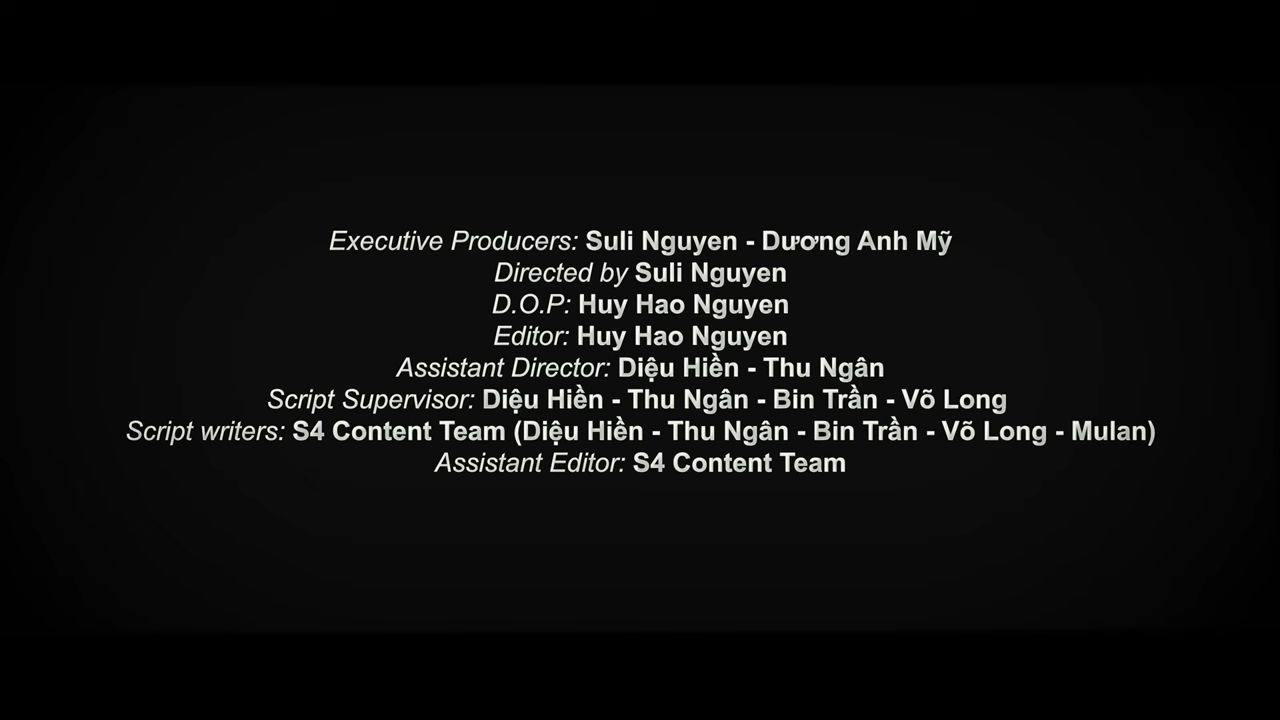 Executive Producers: Suli Nguyen - Dương Anh Mỹ
Directed by Suli Nguyen
D.O.P: Huy Hao Nguyen
Editor: Huy Hao Nguyen
Assistant Director: Diệu Hiền - Thu Ngân
Script Supervisor: Diệu Hiền - Thu Ngân - Bin Trần - Võ Long
Script writers: S4 Content Team (Diệu Hiền - Thu Ngân - Bin Trần - Võ Long - Mulan)
Assistant Editor: S4 Content Team